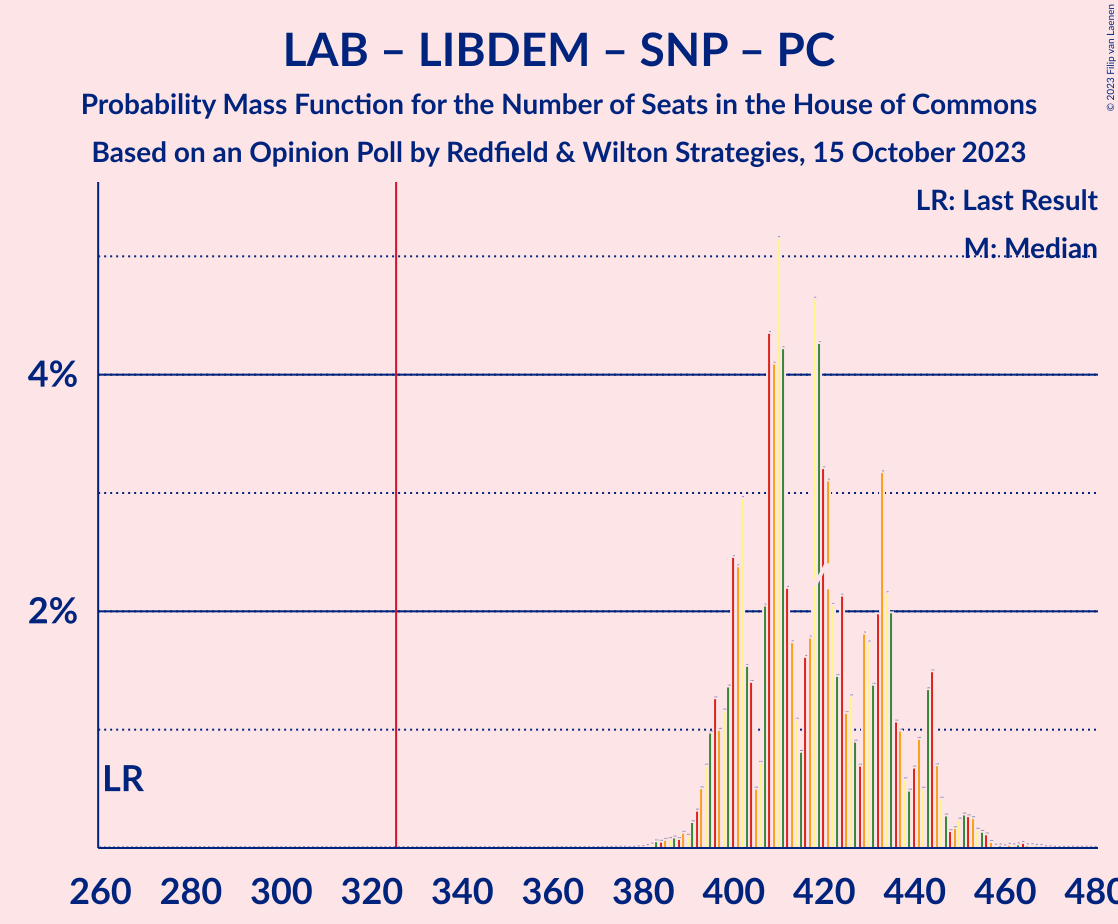 LAB – LIBDEM – SNP – PC
Probability Mass Function for the Number of Seats in the House of Commons
Based on an Opinion Poll by Redfield & Wilton Strategies, 15 October 2023
© 2023 Filip van Laenen
LR: Last Result
M: Median
4%
2%
LR
260 280 300 320 340 360 380 400 420 440 460 480